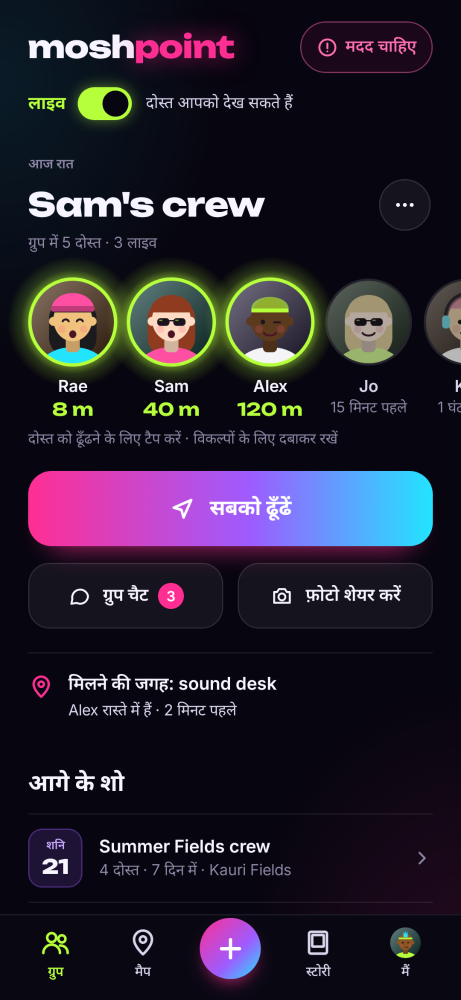 moshpoint
मदद चाहिए
लाइव
दोस्त आपको देख सकते हैं
आज रात
Sam's crew
ग्रुप में 5 दोस्त · 3 लाइव
Rae
Sam
Alex
Jo
8 m
40 m
120 m
15 मिनट पहले
दोस्त को ढूँढने के लिए टैप करें · विकल्पों के लिए दबाकर रखें
सबको ढूँढें
ग्रुप चैट 3
फ़ोटो शेयर करें
मिलने की जगह: sound desk
Alex रास्ते में हैं · 2 मिनट पहले
आगे के शो
शनि
21
Summer Fields crew
4 दोस्त · 7 दिन में · Kauri Fields
ग्रुप
मैप
स्टोरी
मैं